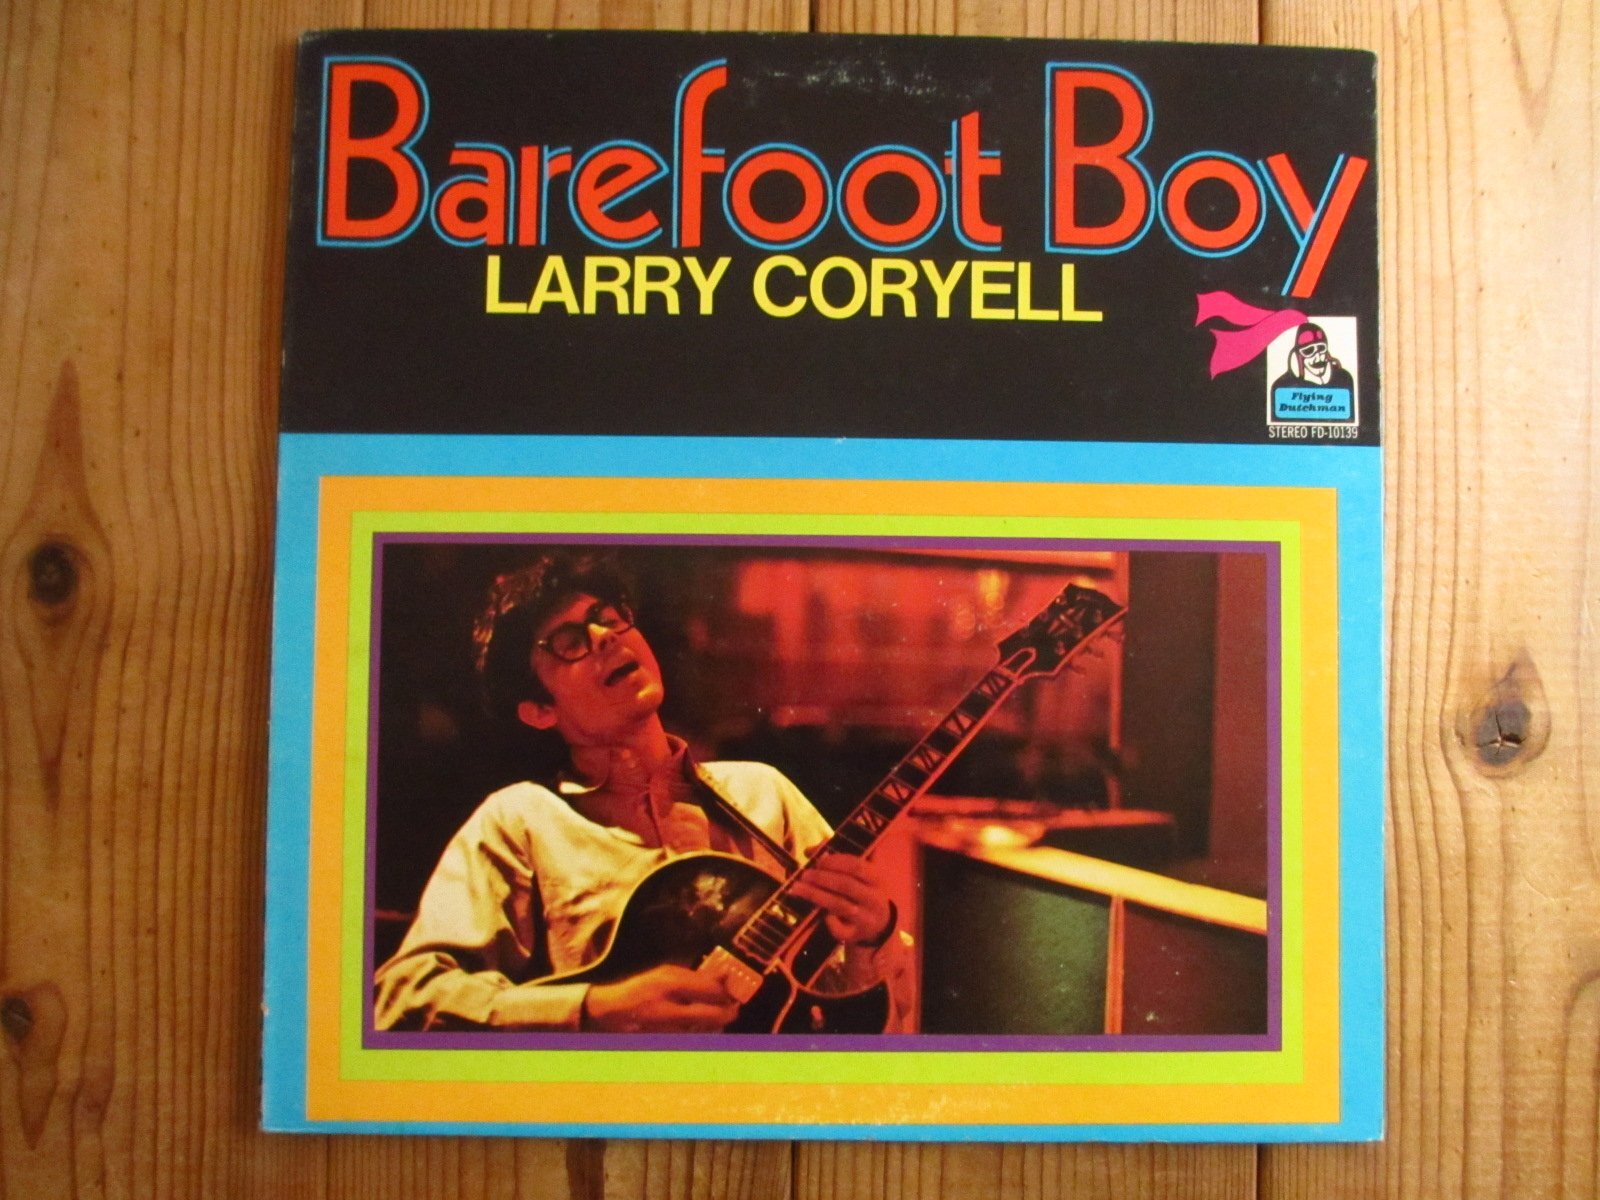 Barefoot Boy
LARRY CORYELL
Flying
Dutchman
STEREO FD-10139